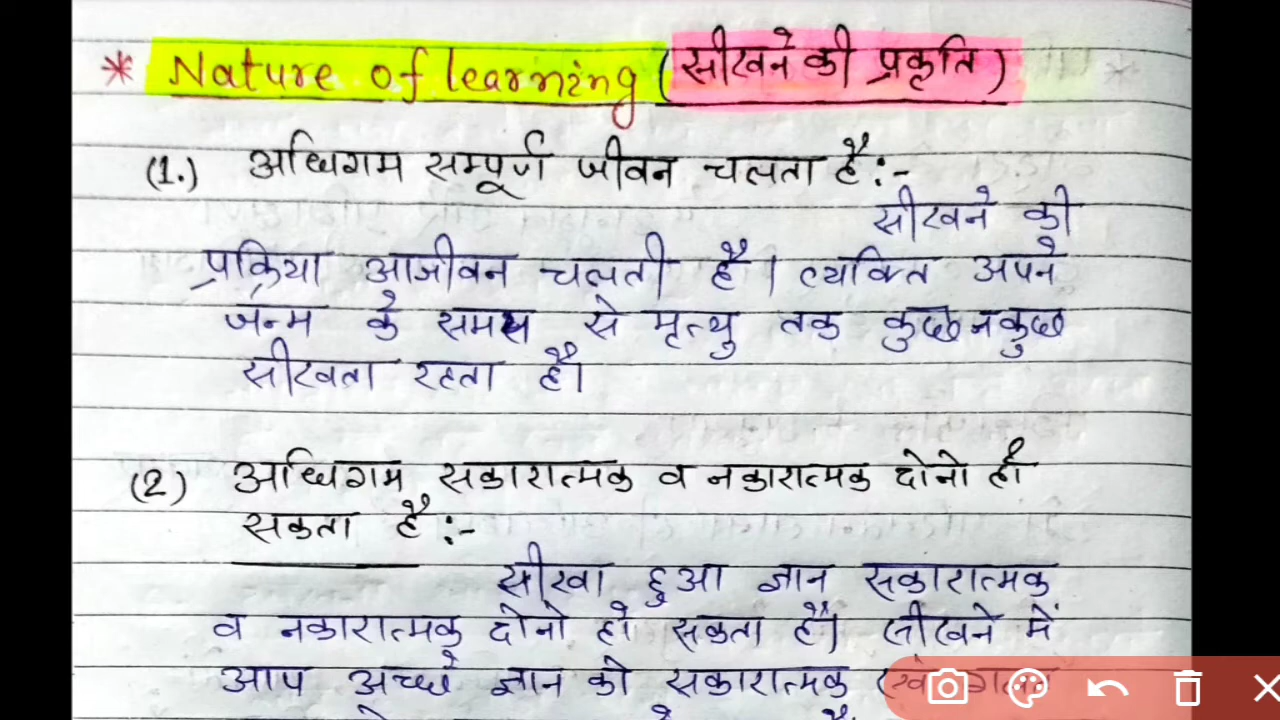 * Nature of learning (सीखने की प्रकृति)
(1.) अधिगम सम्पूर्ण जीवन चलता है:-
सीखने की
प्रक्रिया आजीवन चलती है। व्यक्ति अपने
जन्म के समय से मृत्यु तक कुछ न कुछ
सीखता रहता है।
(2) अधिगम सकारात्मक व नकारात्मक दोनो हो
सकता है:-
सीखा हुआ ज्ञान सकारात्मक
व नकारात्मक दोनो हो सकता है। सीखने में
आप अच्छे ज्ञान को सकारात्मक